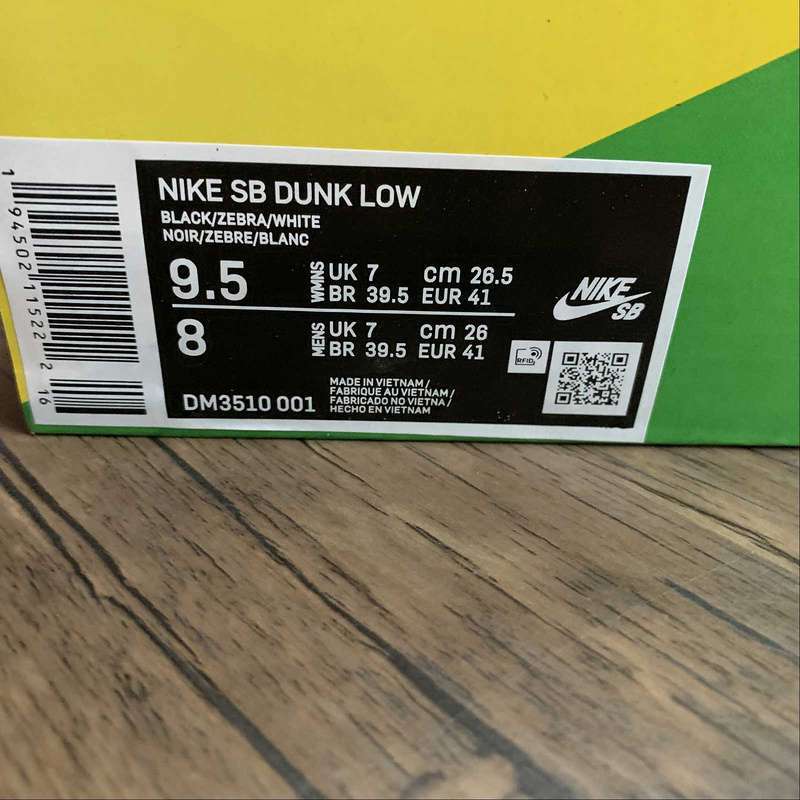 NIKE SB DUNK LOW
BLACK/ZEBRA/WHITE
NOIR/ZEBRE/BLANC
9.5 WMNS UK 7 cm 26.5
BR 39.5 EUR 41
8 MENS UK 7 cm 26
BR 39.5 EUR 41
NIKE
SB
RFID
DM3510 001
MADE IN VIETNAM/
FABRIQUE AU VIETNAM/
FABRICADO NO VIETNA/
HECHO EN VIETNAM
1 94502 11522 2 16